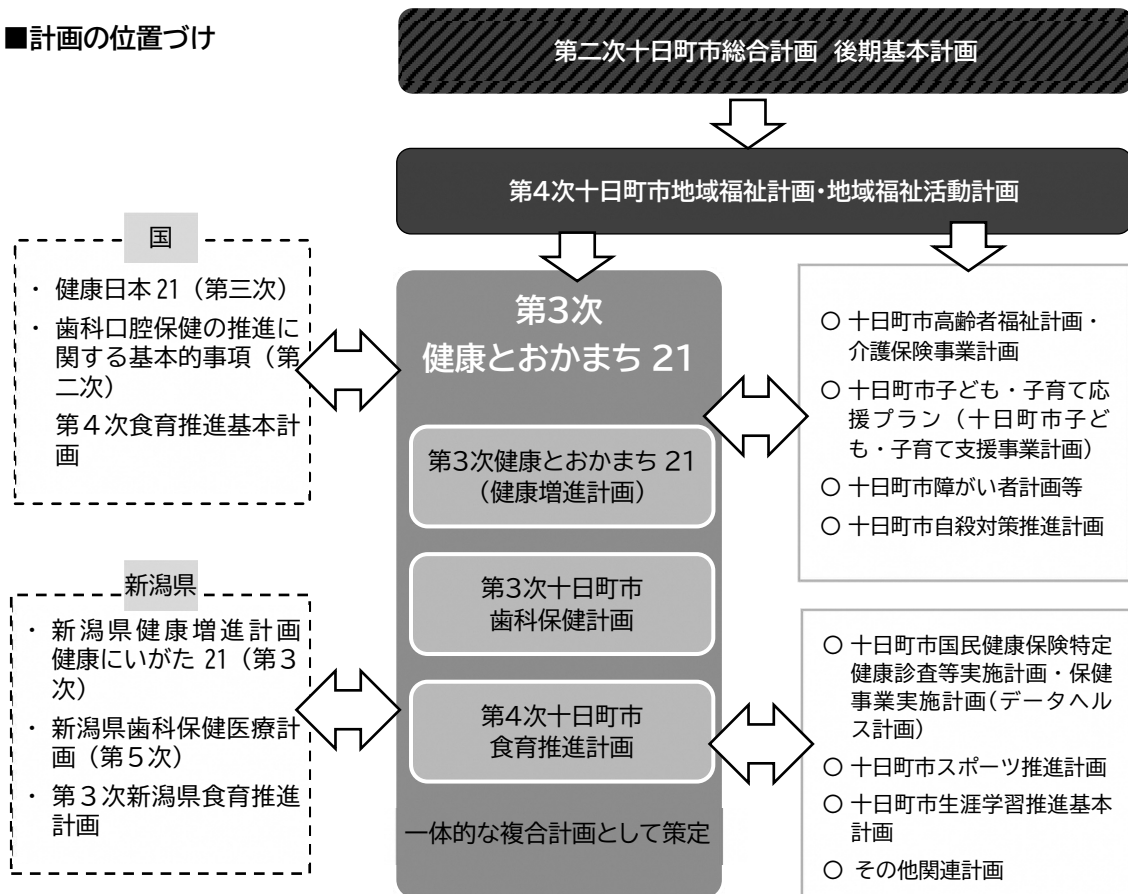 ■計画の位置づけ
第二次十日町市総合計画 後期基本計画
第4次十日町市地域福祉計画・地域福祉活動計画
国
・ 健康日本 21（第三次）
・ 歯科口腔保健の推進に
関する基本的事項（第
二次）
第４次食育推進基本計
画
新潟県
・ 新潟県健康増進計画
健康にいがた 21（第３
次）
・ 新潟県歯科保健医療計
画（第５次）
・ 第３次新潟県食育推進
計画
第3次
健康とおかまち 21
第3次健康とおかまち 21
（健康増進計画）
第3次十日町市
歯科保健計画
第4次十日町市
食育推進計画
一体的な複合計画として策定
○ 十日町市高齢者福祉計画・
介護保険事業計画
○ 十日町市子ども・子育て応
援プラン（十日町市子ど
も・子育て支援事業計画）
○ 十日町市障がい者計画等
○ 十日町市自殺対策推進計画
○ 十日町市国民健康保険特定
健康診査等実施計画・保健
事業実施計画(データヘル
ス計画)
○ 十日町市スポーツ推進計画
○ 十日町市生涯学習推進基本
計画
○ その他関連計画